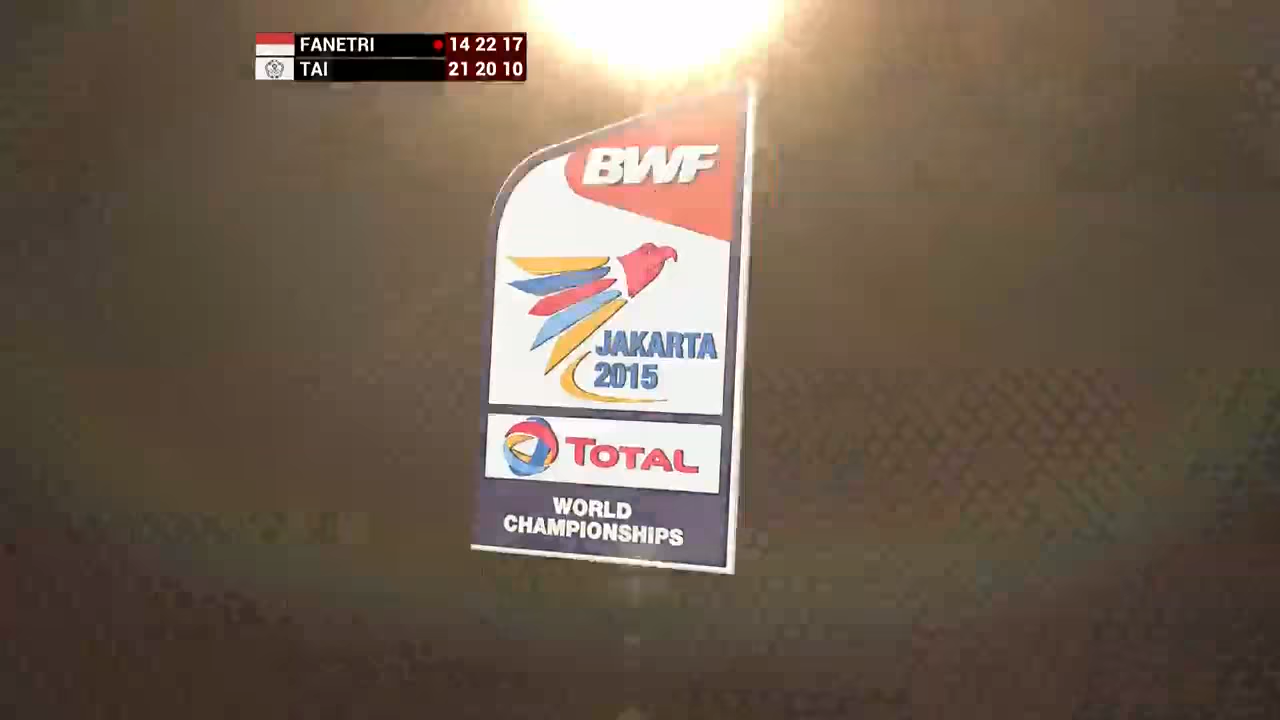 FANETRI 14 22 17
TAI 21 20 10
BWF
JAKARTA
2015
TOTAL
WORLD
CHAMPIONSHIPS